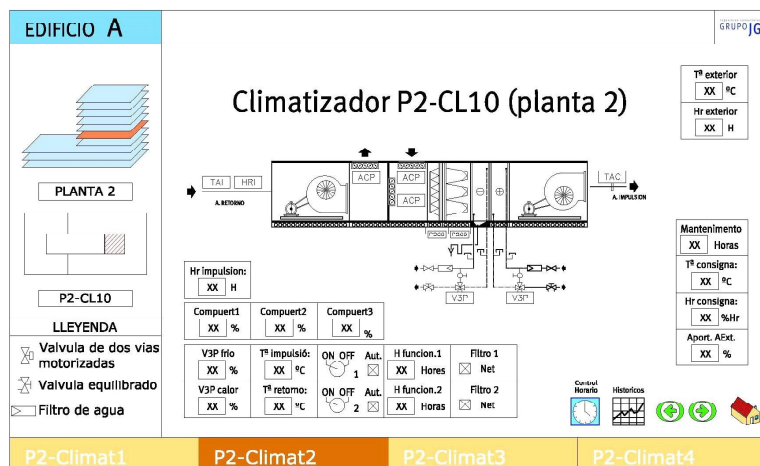 EDIFICIO A
GRUPO JG
Climatizador P2-CL10 (planta 2)
Tª exterior
XX ºC
Hr exterior
XX H
PLANTA 2
P2-CL10
LLEYENDA
Valvula de dos vias
motorizadas
Valvula equilibrado
Filtro de agua
TAI HRI
A. RETORNO
ACP
ACP
ACP
TAC
A. IMPULSION
V3P
V3P
Hr impulsion:
XX H
Compuert1 Compuert2 Compuert3
XX % XX % XX %
V3P frio Tª impulsió: ON OFF Aut. H funcion.1 Filtro 1
XX % XX ºC 1 XX Hores Net
V3P calor Tª retorno: ON OFF Aut. H funcion.2 Filtro 2
XX % XX ºC 2 XX Horas Net
Mantenimento
XX Horas
Tª consigna:
XX ºC
Hr consigna:
XX %Hr
Aport. AExt.
XX %
Control
Horario
Historicos
P2-Climat1 P2-Climat2 P2-Climat3 P2-Climat4